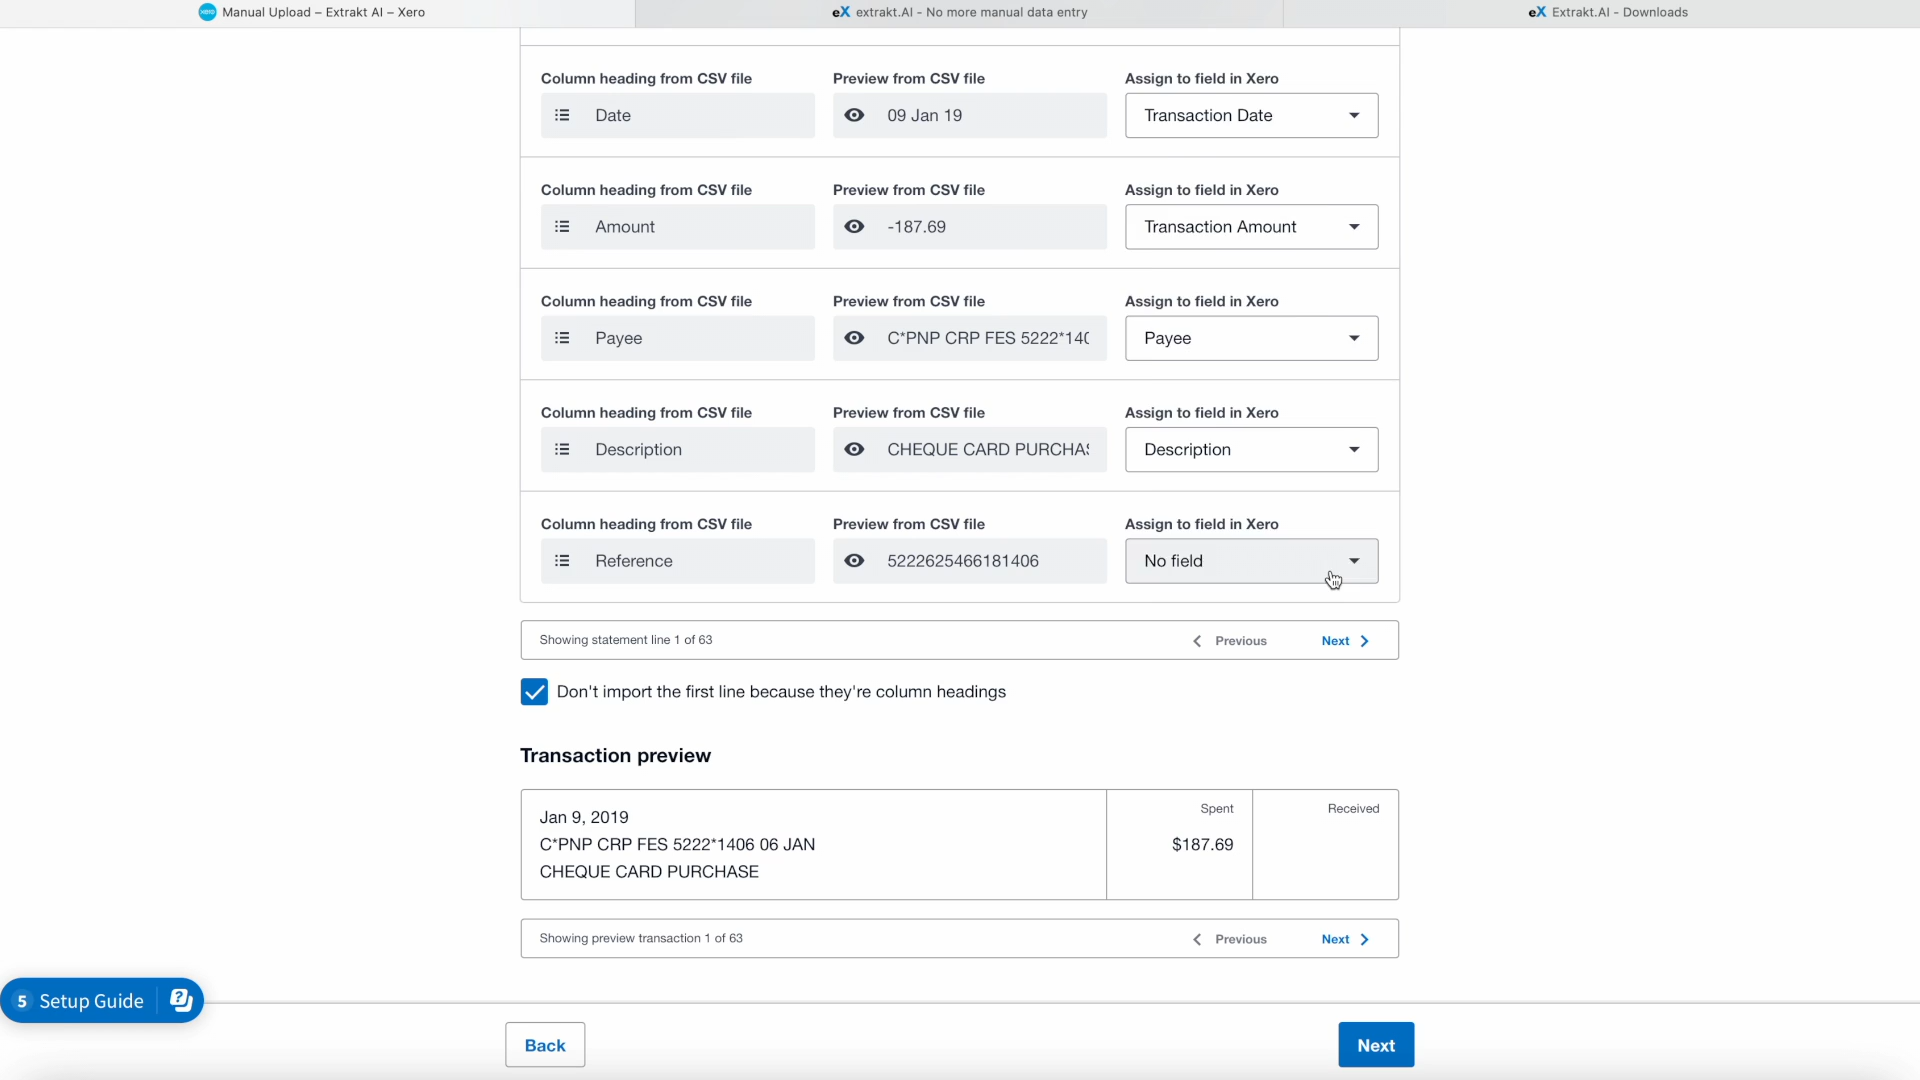 xero Manual Upload – Extrakt AI – Xero
eX extrakt.AI - No more manual data entry
eX Extrakt.AI - Downloads
Column heading from CSV file Preview from CSV file Assign to field in Xero
Date 09 Jan 19 Transaction Date
Column heading from CSV file Preview from CSV file Assign to field in Xero
Amount -187.69 Transaction Amount
Column heading from CSV file Preview from CSV file Assign to field in Xero
Payee C*PNP CRP FES 5222*140 Payee
Column heading from CSV file Preview from CSV file Assign to field in Xero
Description CHEQUE CARD PURCHAS Description
Column heading from CSV file Preview from CSV file Assign to field in Xero
Reference 5222625466181406 No field
Showing statement line 1 of 63 Previous Next
Don't import the first line because they're column headings
Transaction preview
Jan 9, 2019 Spent Received
C*PNP CRP FES 5222*1406 06 JAN $187.69
CHEQUE CARD PURCHASE
Showing preview transaction 1 of 63 Previous Next
5 Setup Guide ?
Back Next